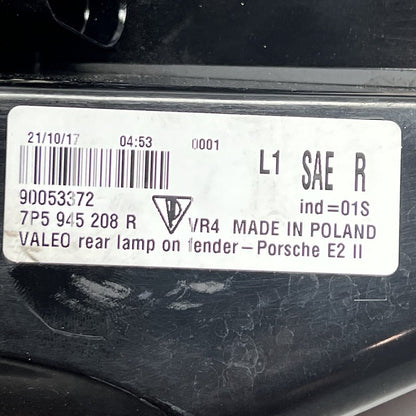 21/10/17 04:53 0001
L1 SAE R
90053372 ind=01S
7P5 945 208 R VR4 MADE IN POLAND
VALEO rear lamp on fender-Porsche E2 II